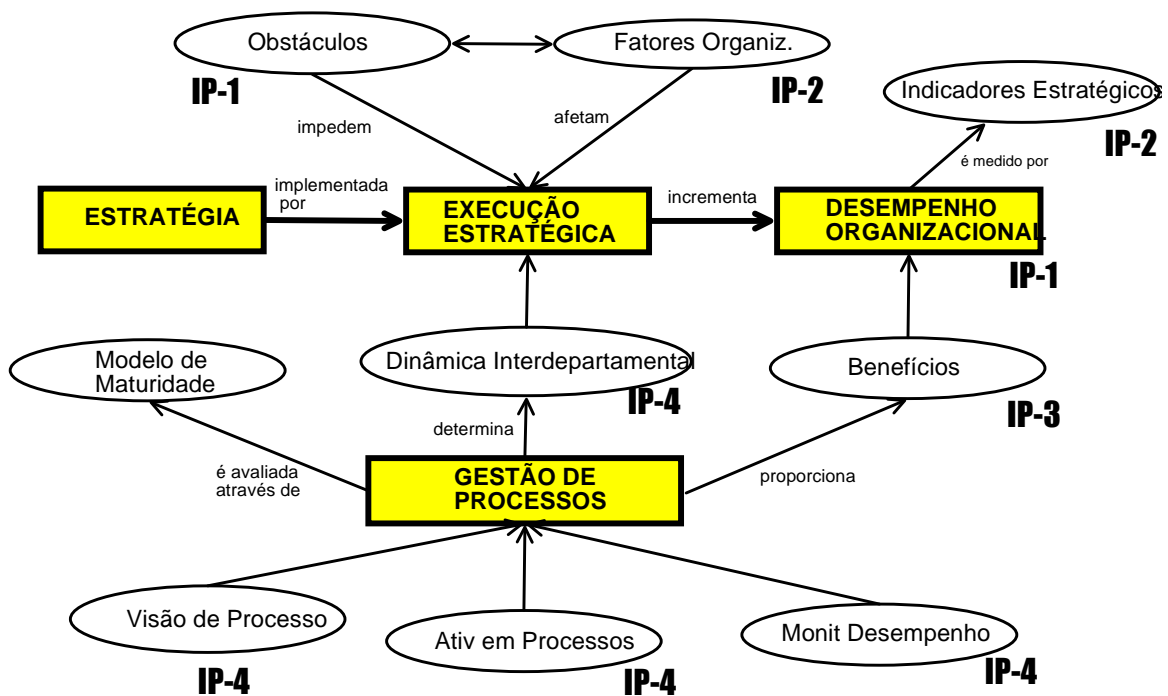 Obstáculos
Fatores Organiz.
IP-1
IP-2
Indicadores Estratégicos
IP-2
impedem
afetam
é medido por
implementada
por
ESTRATÉGIA
EXECUÇÃO
ESTRATÉGICA
incrementa
DESEMPENHO
ORGANIZACIONAL
IP-1
Modelo de
Maturidade
Dinâmica Interdepartamental
IP-4
Benefícios
IP-3
determina
é avaliada
através de
GESTÃO DE
PROCESSOS
proporciona
Visão de Processo
IP-4
Ativ em Processos
IP-4
Monit Desempenho
IP-4